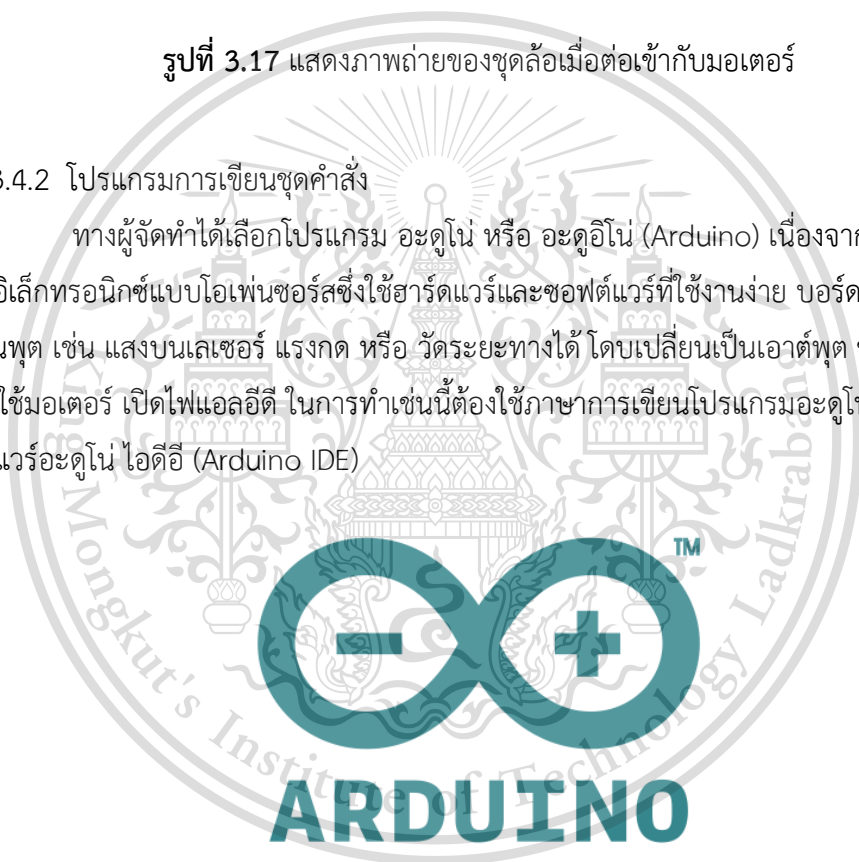 รูปที่ 3.17 แสดงภาพถ่ายของชุดล้อเมื่อต่อเข้ากับมอเตอร์
3.4.2 โปรแกรมการเขียนชุดคำสั่ง
ทางผู้จัดทำได้เลือกโปรแกรม อะดูโน่ หรือ อะดูอิโน่ (Arduino) เนื่องจาก
อิเล็กทรอนิกซ์แบบโอเพ่นซอร์สซึ่งใช้ฮาร์ดแวร์และซอฟต์แวร์ที่ใช้งานง่าย บอร์ด
นพุต เช่น แสงบนเลเซอร์ แรงกด หรือ วัดระยะทางได้ โดบเปลี่ยนเป็นเอาต์พุต
ใช้มอเตอร์ เปิดไฟแอลอีดี ในการทำเช่นนี้ต้องใช้ภาษาการเขียนโปรแกรมอะดูโน
แวร์อะดูโน่ ไอดีอี (Arduino IDE)
TM
ARDUINO
Mongkut's Institute of Technology Ladkrabang